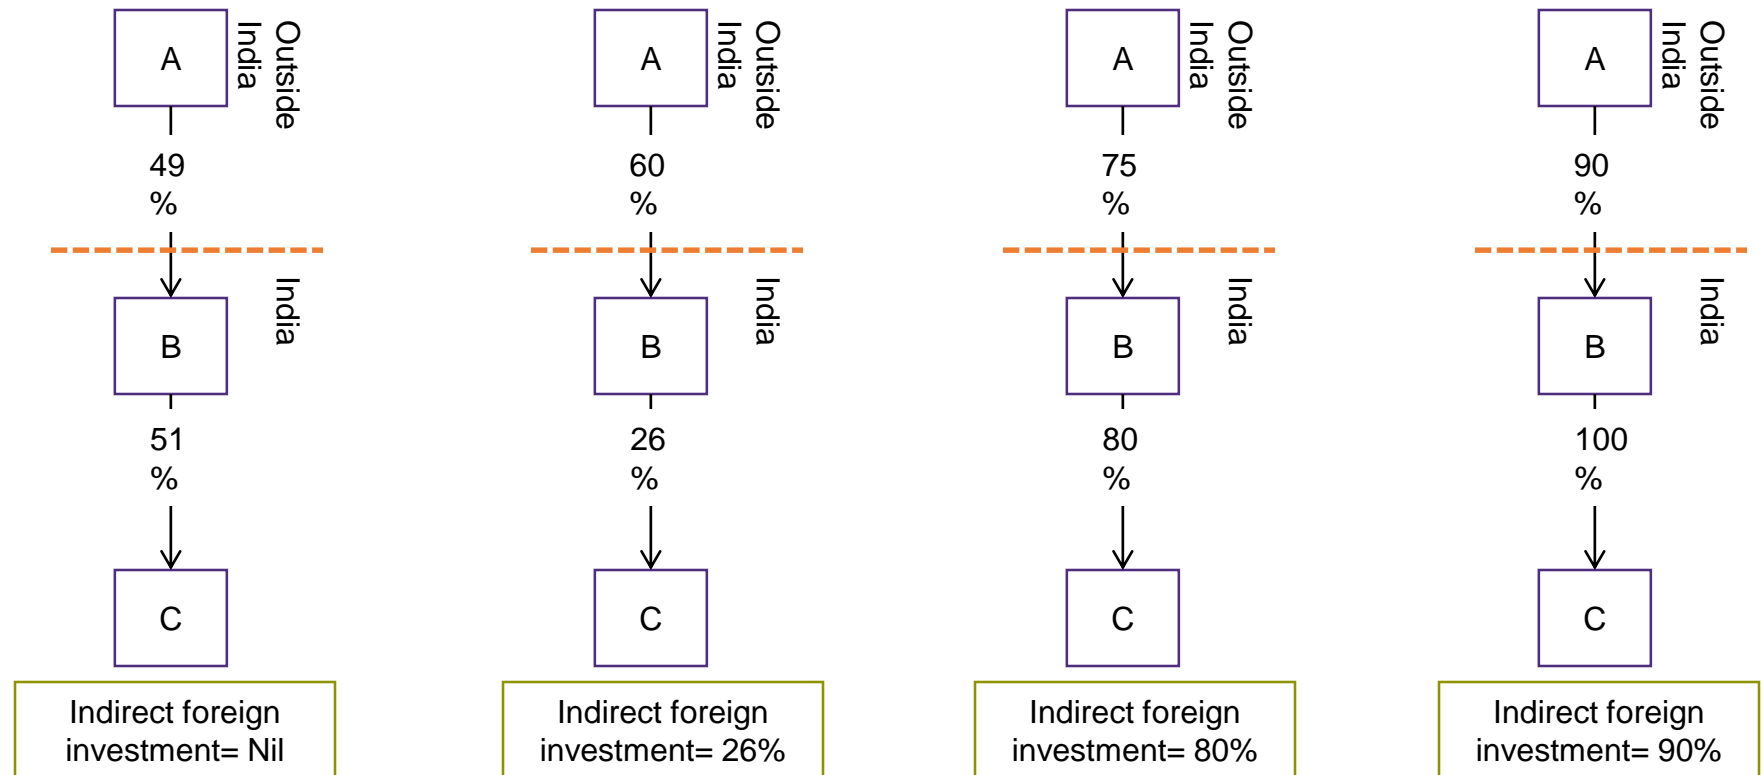 A
Outside
India
49
%
India
B
51
%
C
Indirect foreign
investment= Nil
A
Outside
India
60
%
India
B
26
%
C
Indirect foreign
investment= 26%
A
Outside
India
75
%
India
B
80
%
C
Indirect foreign
investment= 80%
A
Outside
India
90
%
India
B
100
%
C
Indirect foreign
investment= 90%